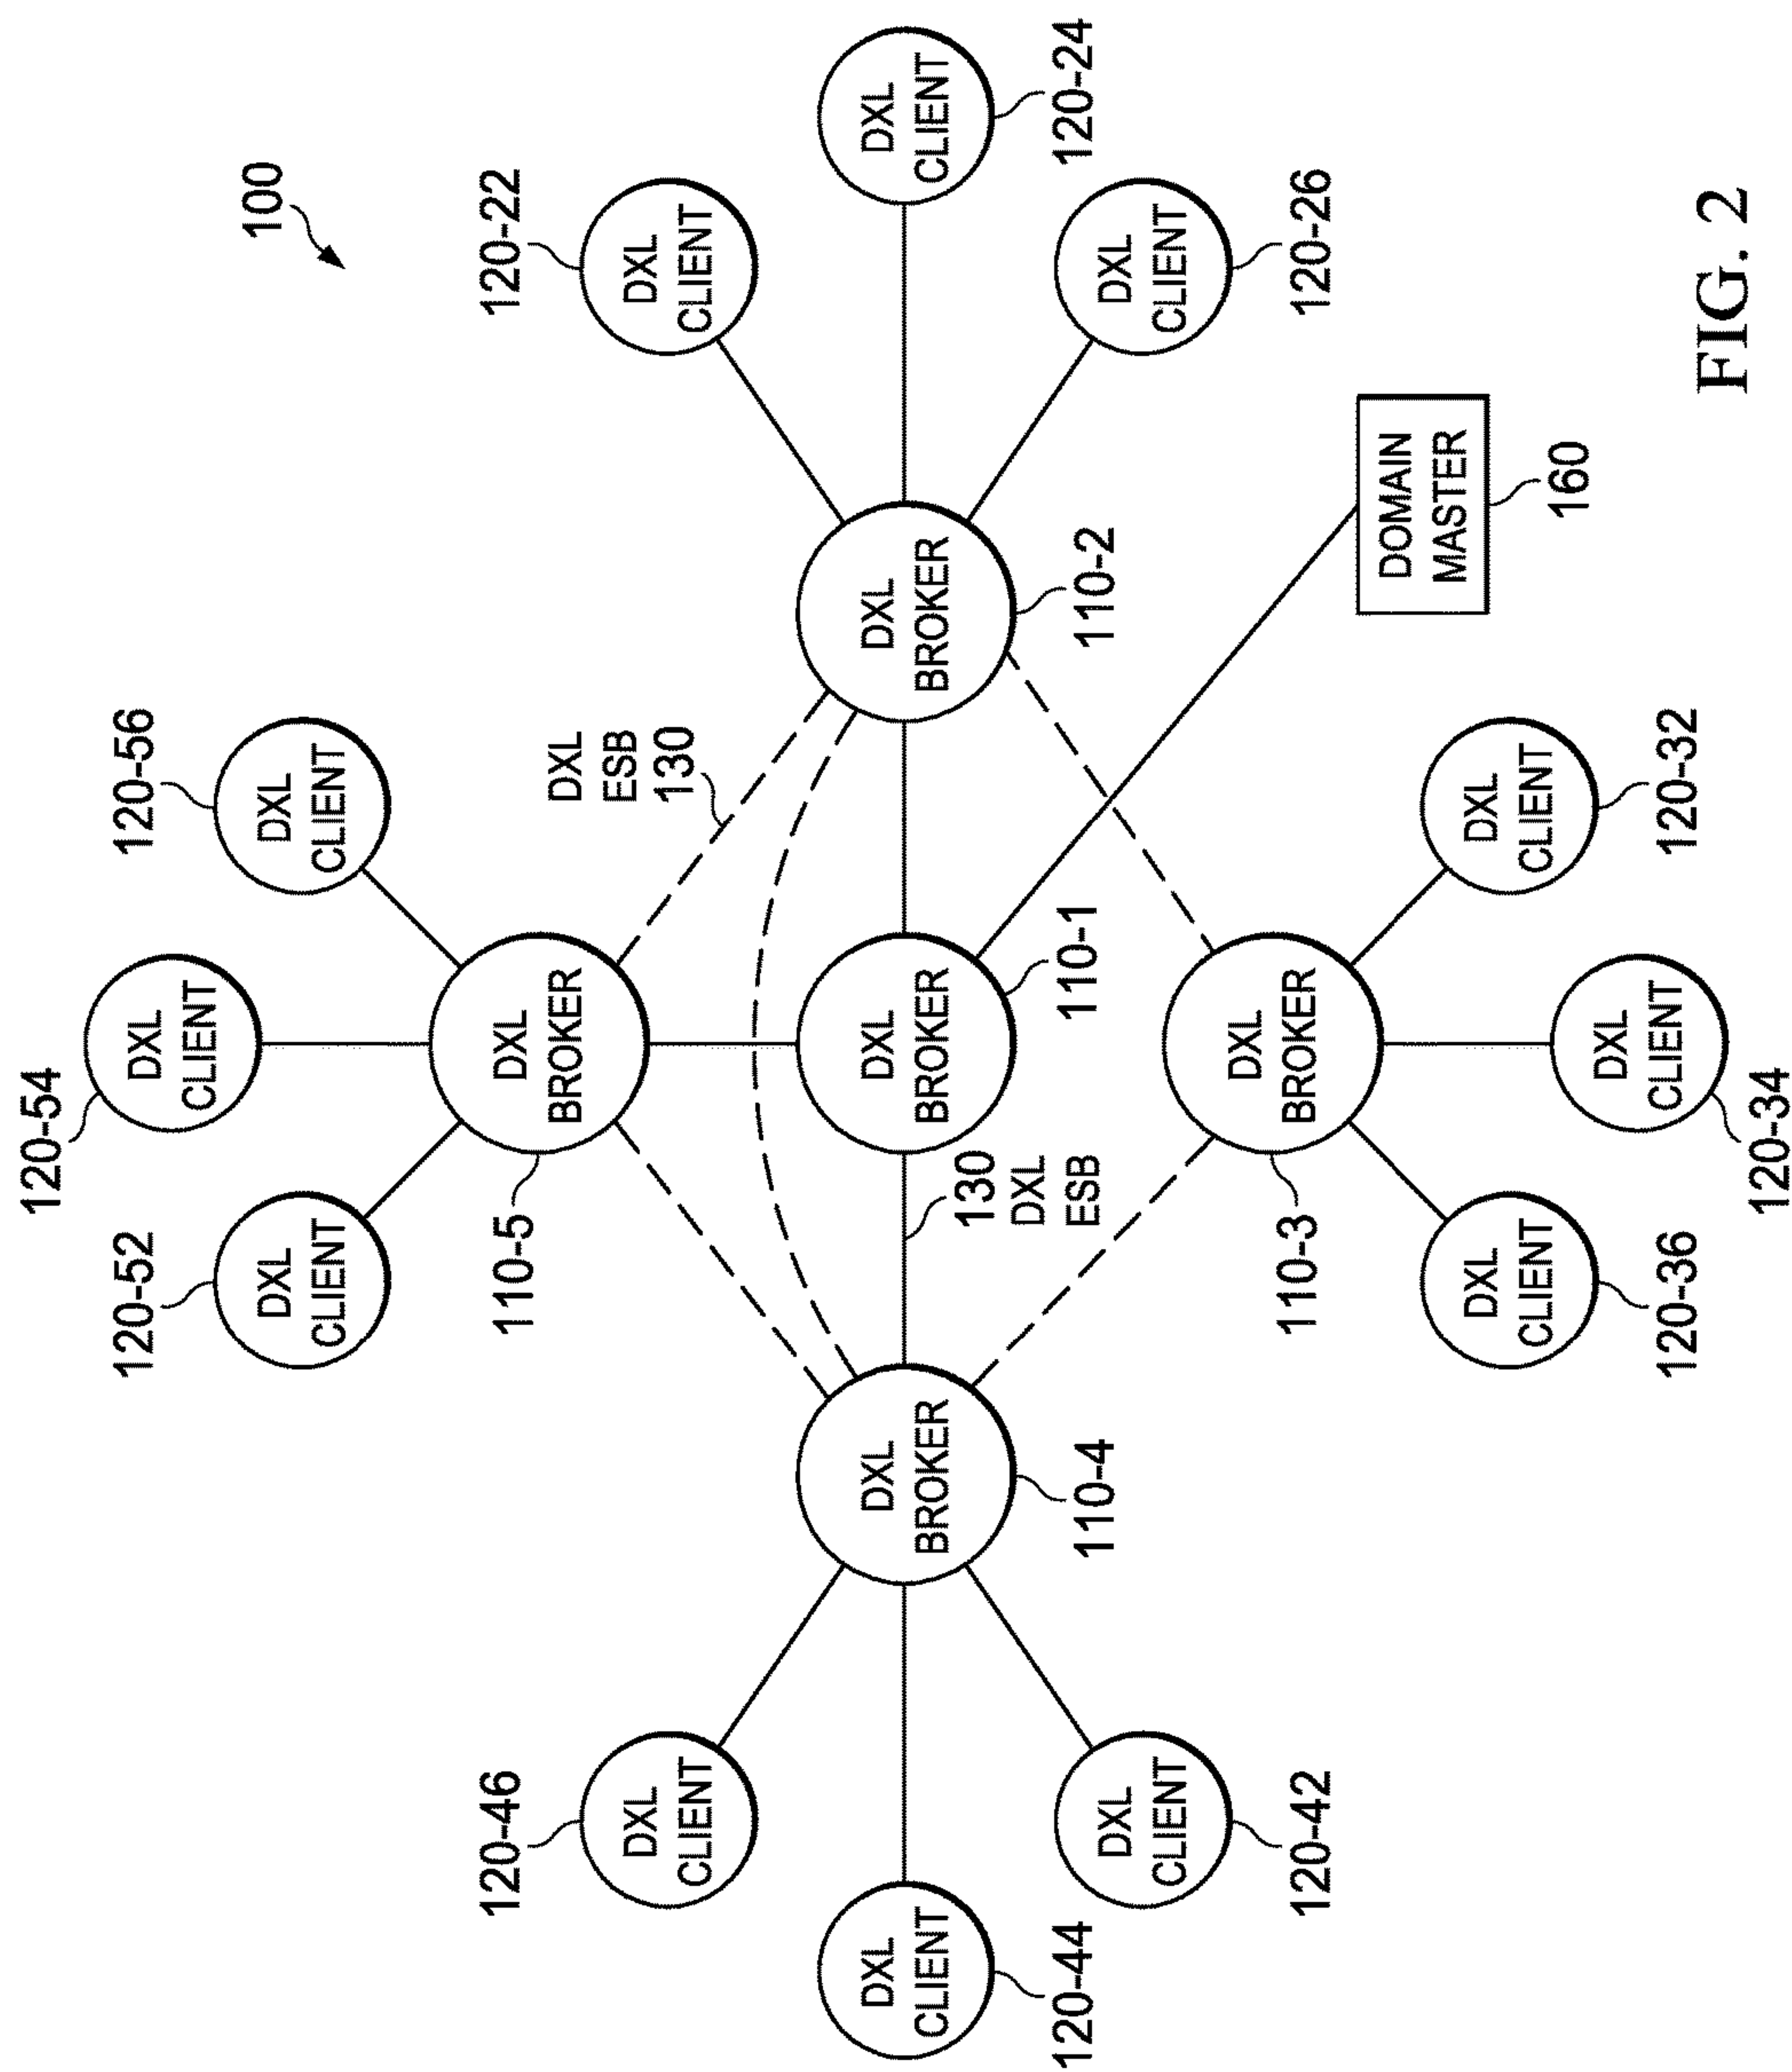 120-54
DXL
CLIENT
120-52
DXL
CLIENT
120-56
DXL
CLIENT
100
110-5
DXL
BROKER
120-46
DXL
CLIENT
DXL
ESB
130
120-22
DXL
CLIENT
DXL
CLIENT
120-44
DXL
BROKER
110-4
130
DXL
ESB
DXL
BROKER
110-1
DXL
BROKER
110-2
DXL
CLIENT
120-24
DXL
CLIENT
120-42
DXL
CLIENT
120-26
110-3
DXL
BROKER
DOMAIN
MASTER
160
DXL
CLIENT
120-36
DXL
CLIENT
120-34
DXL
CLIENT
120-32
FIG. 2